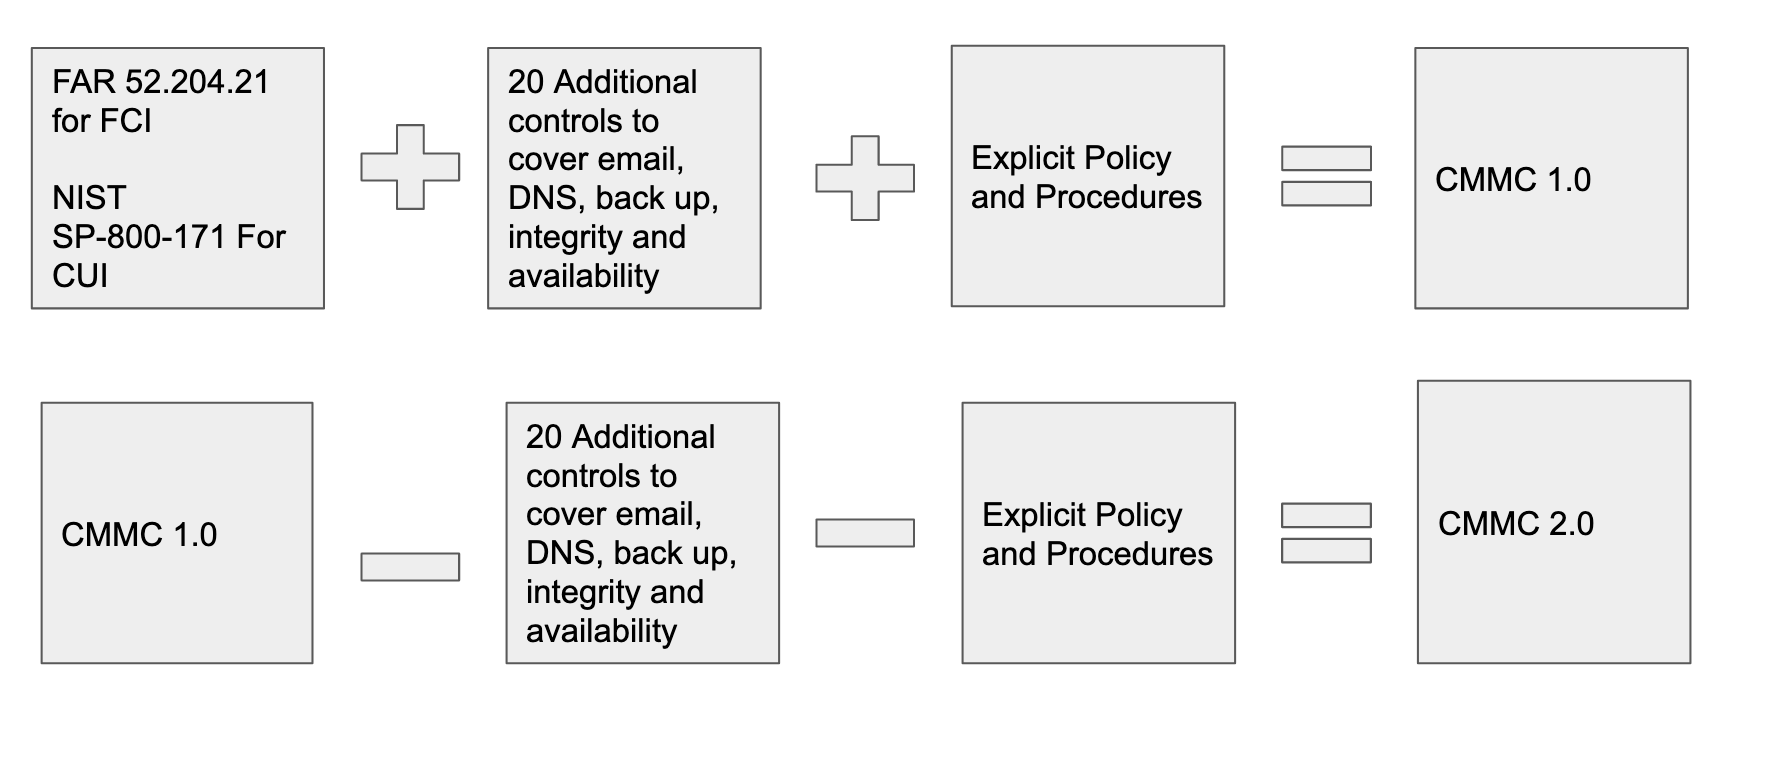 FAR 52.204.21
for FCI
NIST
SP-800-171 For
CUI
20 Additional
controls to
cover email,
DNS, back up,
integrity and
availability
Explicit Policy
and Procedures
CMMC 1.0
CMMC 1.0
20 Additional
controls to
cover email,
DNS, back up,
integrity and
availability
Explicit Policy
and Procedures
CMMC 2.0